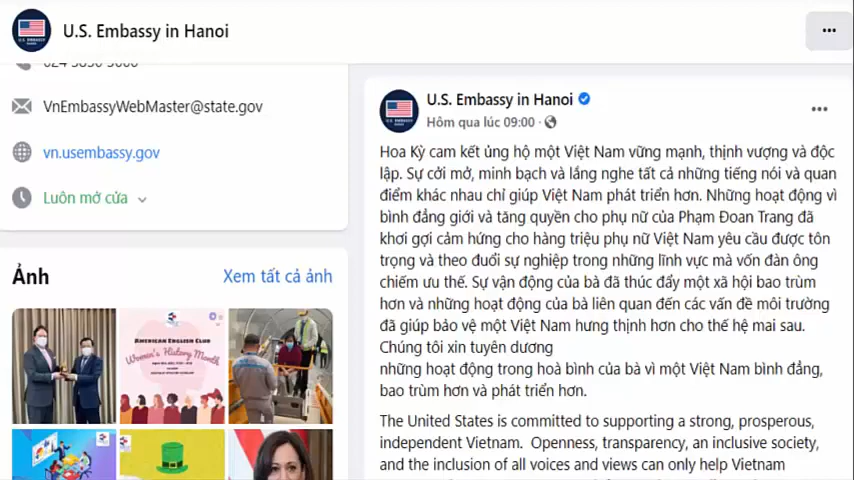 U.S. Embassy in Hanoi
VnEmbassyWebMaster@state.gov
vn.usembassy.gov
Luôn mở cửa
Ảnh
Xem tất cả ảnh
AMERICAN ENGLISH CLUB
Women's History Month
U.S. Embassy in Hanoi
Hôm qua lúc 09:00
Hoa Kỳ cam kết ủng hộ một Việt Nam vững mạnh, thịnh vượng và độc
lập. Sự cởi mở, minh bạch và lắng nghe tất cả những tiếng nói và quan
điểm khác nhau chỉ giúp Việt Nam phát triển hơn. Những hoạt động vì
bình đẳng giới và tăng quyền cho phụ nữ của Phạm Đoan Trang đã
khơi gợi cảm hứng cho hàng triệu phụ nữ Việt Nam yêu cầu được tôn
trọng và theo đuổi sự nghiệp trong những lĩnh vực mà vốn đàn ông
chiếm ưu thế. Sự vận động của bà đã thúc đẩy một xã hội bao trùm
hơn và những hoạt động của bà liên quan đến các vấn đề môi trường
đã giúp bảo vệ một Việt Nam hưng thịnh hơn cho thế hệ mai sau.
Chúng tôi xin tuyên dương
những hoạt động trong hoà bình của bà vì một Việt Nam bình đẳng,
bao trùm hơn và phát triển hơn.
The United States is committed to supporting a strong, prosperous,
independent Vietnam. Openness, transparency, an inclusive society,
and the inclusion of all voices and views can only help Vietnam